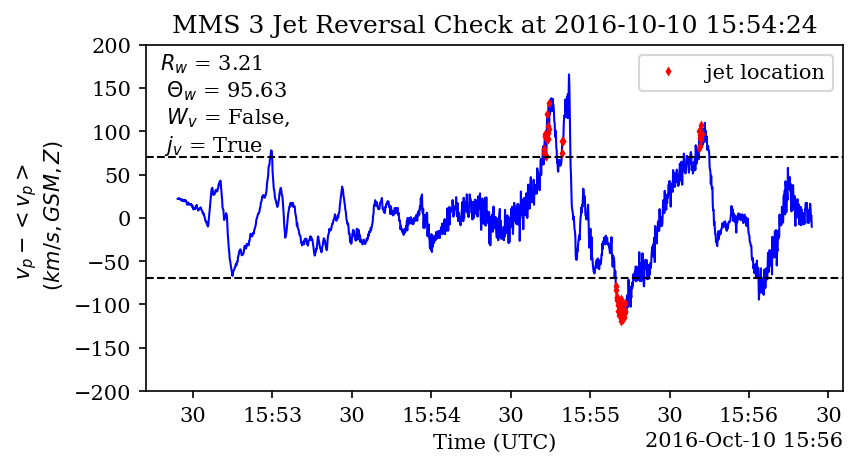 MMS 3 Jet Reversal Check at 2016-10-10 15:54:24
R_w = 3.21
Θ_w = 95.63
W_v = False,
j_v = True
jet location
v_p − <v_p>
(km/s, GSM, Z)
200
150
100
50
0
−50
−100
−150
−200
30 15:53 30 15:54 30 15:55 30 15:56 30
Time (UTC)
2016-Oct-10 15:56